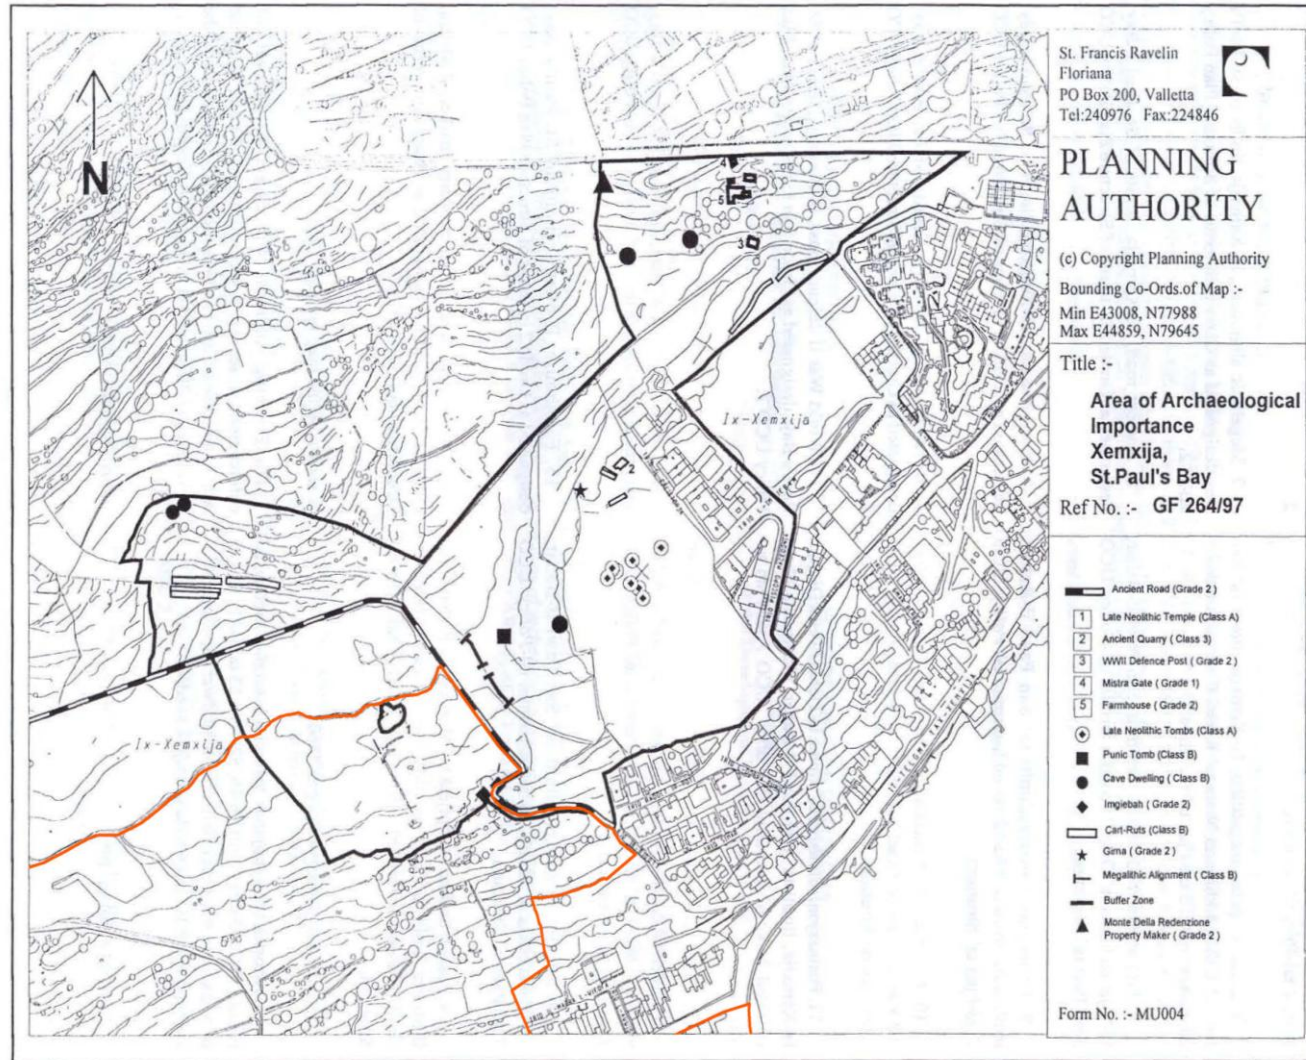 St. Francis Ravelin
Floriana
PO Box 200, Valletta
Tel:240976 Fax:224846
PLANNING
AUTHORITY
(c) Copyright Planning Authority
Bounding Co-Ords.of Map :-
Min E43008, N77988
Max E44859, N79645
Title :-
Area of Archaeological
Importance
Xemxija,
St.Paul's Bay
Ref No. :- GF 264/97
Ancient Road (Grade 2 )
1 Late Neolithic Temple (Class A)
2 Ancient Quarry ( Class 3)
3 WWII Defence Post ( Grade 2 )
4 Mistra Gate ( Grade 1)
5 Farmhouse ( Grade 2)
Late Neolithic Tombs (Class A)
Punic Tomb (Class B)
Cave Dwelling ( Class B)
Imgiebah ( Grade 2)
Cart-Ruts (Class B)
Girna ( Grade 2 )
Megalithic Alignment ( Class B)
Buffer Zone
Monte Della Redenzione
Property Maker ( Grade 2 )
Form No. :- MU004
N
4
5
3
Ix-Xemxija
2
Ix-Xemxija
1